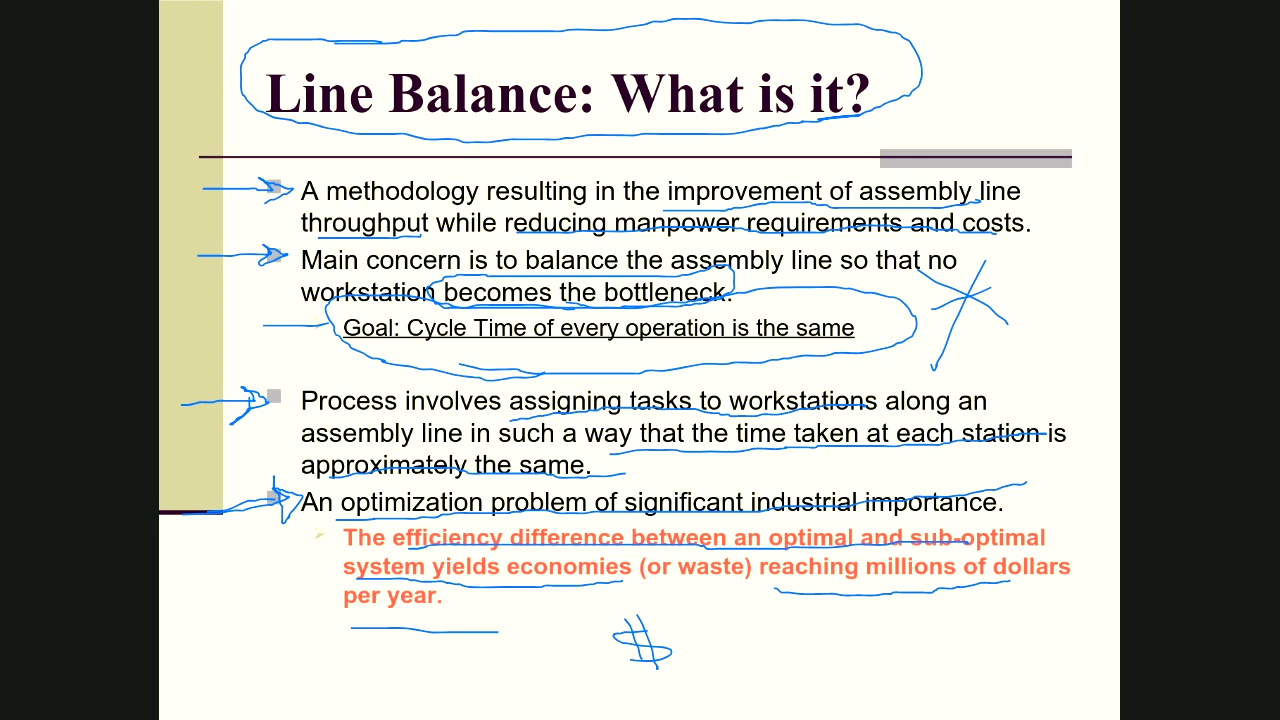 Line Balance: What is it?
A methodology resulting in the improvement of assembly line
throughput while reducing manpower requirements and costs.
Main concern is to balance the assembly line so that no
workstation becomes the bottleneck.
Goal: Cycle Time of every operation is the same
Process involves assigning tasks to workstations along an
assembly line in such a way that the time taken at each station is
approximately the same.
An optimization problem of significant industrial importance.
The efficiency difference between an optimal and sub-optimal
system yields economies (or waste) reaching millions of dollars
per year.
$